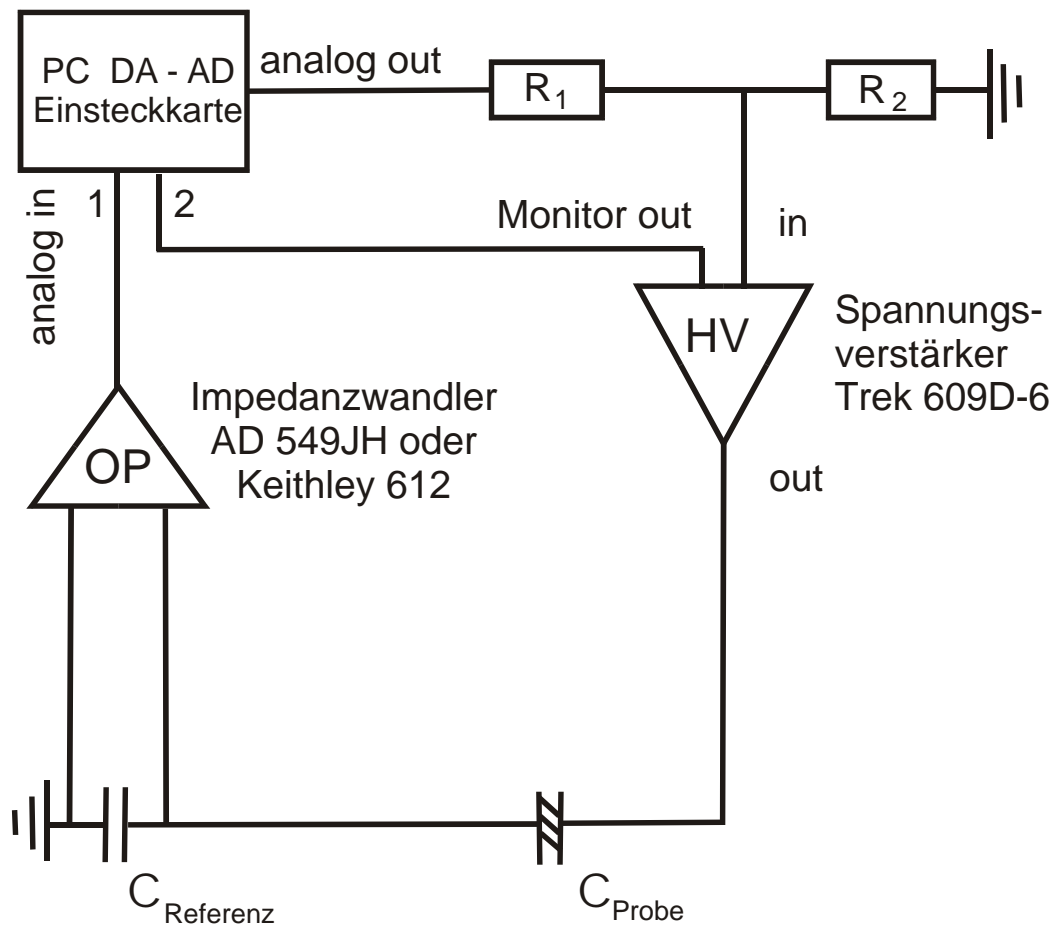 PC DA - AD
Einsteckkarte
analog out
R1
R2
analog in
1
2
Monitor out
in
HV
Spannungs-
verstärker
Trek 609D-6
Impedanzwandler
AD 549JH oder
Keithley 612
OP
out
CReferenz
CProbe